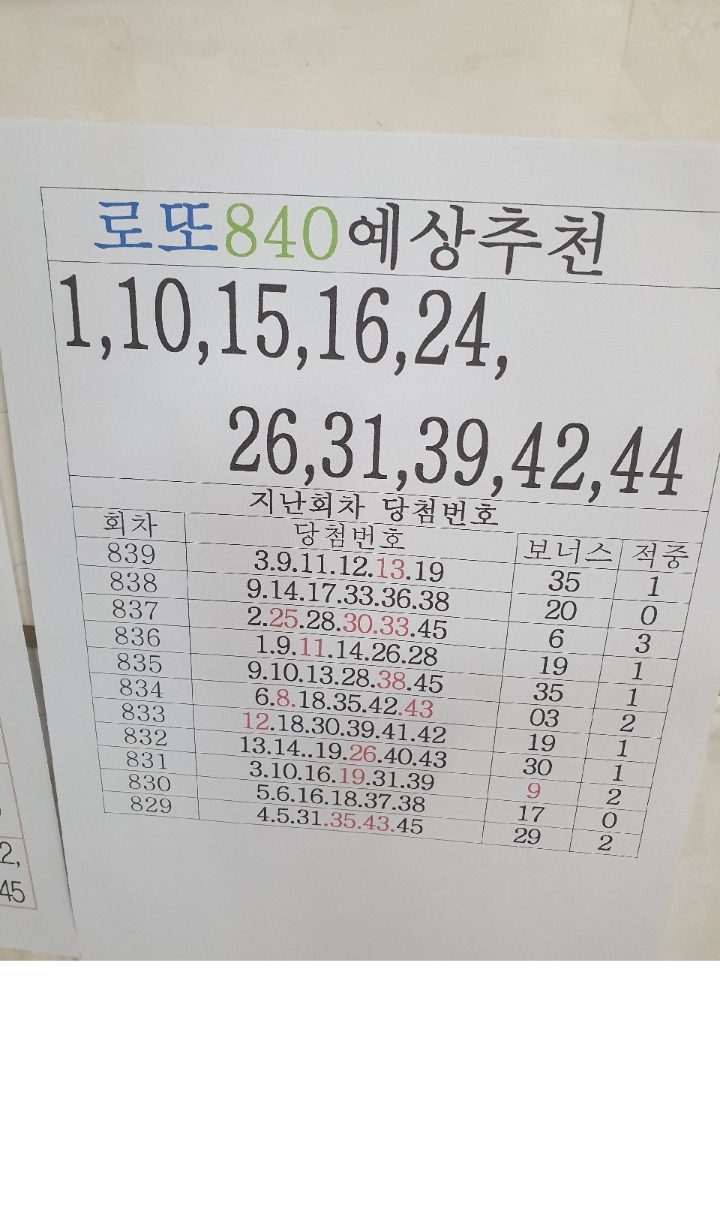 로또840예상추천
1,10,15,16,24,
26,31,39,42,44
지난회차 당첨번호
회차 당첨번호 보너스 적중
839 3.9.11.12.13.19 35 1
838 9.14.17.33.36.38 20 0
837 2.25.28.30.33.45 6 3
836 1.9.11.14.26.28 19 1
835 9.10.13.28.38.45 35 1
834 6.8.18.35.42.43 03 2
833 12.18.30.39.41.42 19 1
832 13.14..19.26.40.43 30 1
831 3.10.16.19.31.39 9 2
830 5.6.16.18.37.38 17 0
829 4.5.31.35.43.45 29 2
2,
45